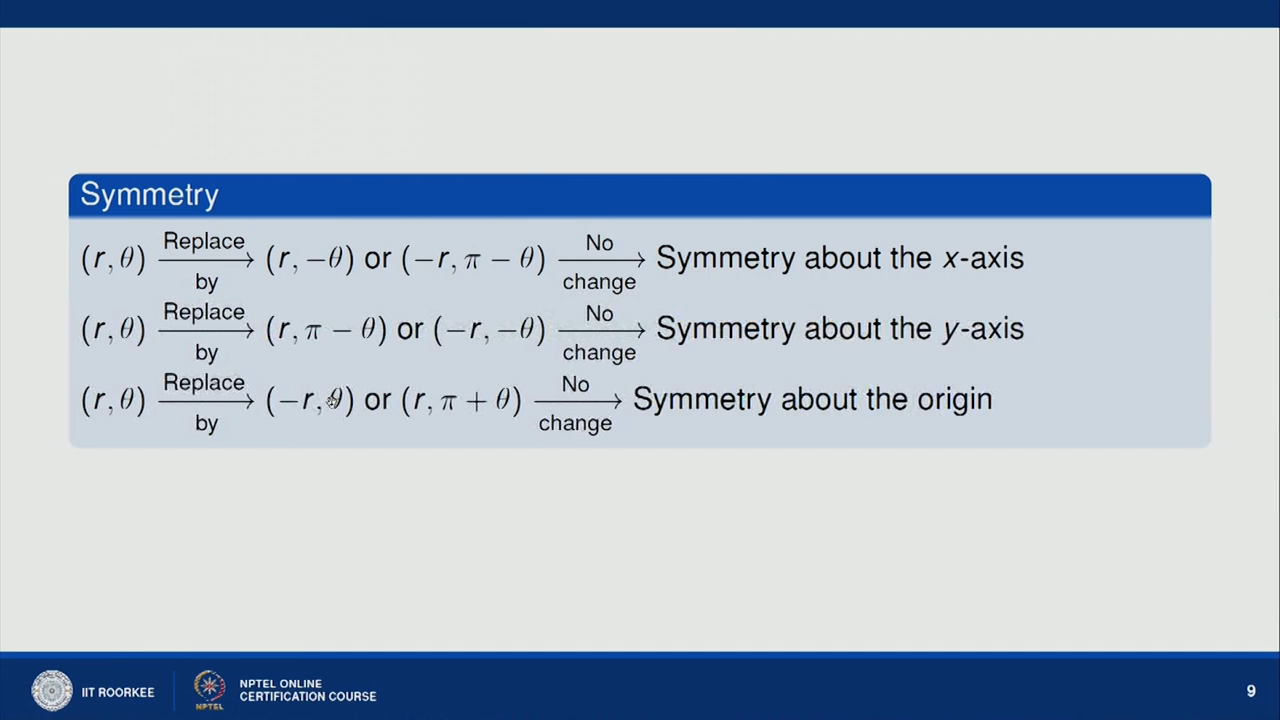 Symmetry
(r, θ) Replace by → (r, −θ) or (−r, π − θ) No change → Symmetry about the x-axis
(r, θ) Replace by → (r, π − θ) or (−r, −θ) No change → Symmetry about the y-axis
(r, θ) Replace by → (−r, θ) or (r, π + θ) No change → Symmetry about the origin
IIT ROORKEE
NPTEL
NPTEL ONLINE
CERTIFICATION COURSE
9